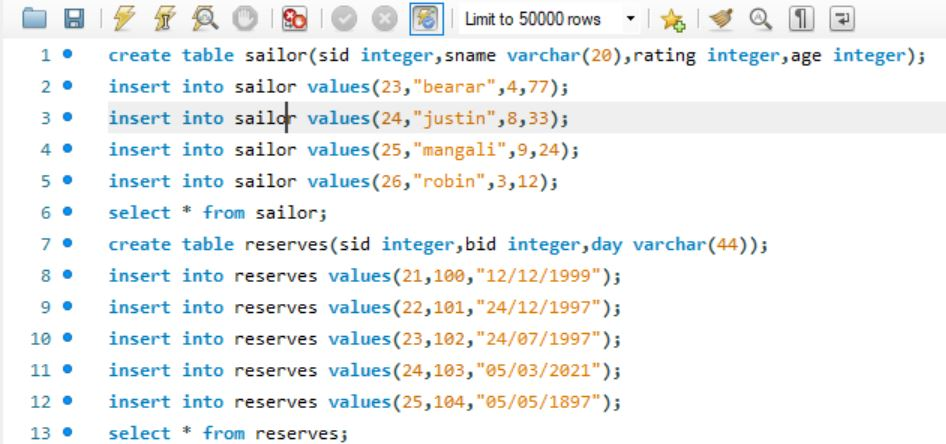 Limit to 50000 rows
1 create table sailor(sid integer,sname varchar(20),rating integer,age integer);
2 insert into sailor values(23,"bearar",4,77);
3 insert into sailor values(24,"justin",8,33);
4 insert into sailor values(25,"mangali",9,24);
5 insert into sailor values(26,"robin",3,12);
6 select * from sailor;
7 create table reserves(sid integer,bid integer,day varchar(44));
8 insert into reserves values(21,100,"12/12/1999");
9 insert into reserves values(22,101,"24/12/1997");
10 insert into reserves values(23,102,"24/07/1997");
11 insert into reserves values(24,103,"05/03/2021");
12 insert into reserves values(25,104,"05/05/1897");
13 select * from reserves;